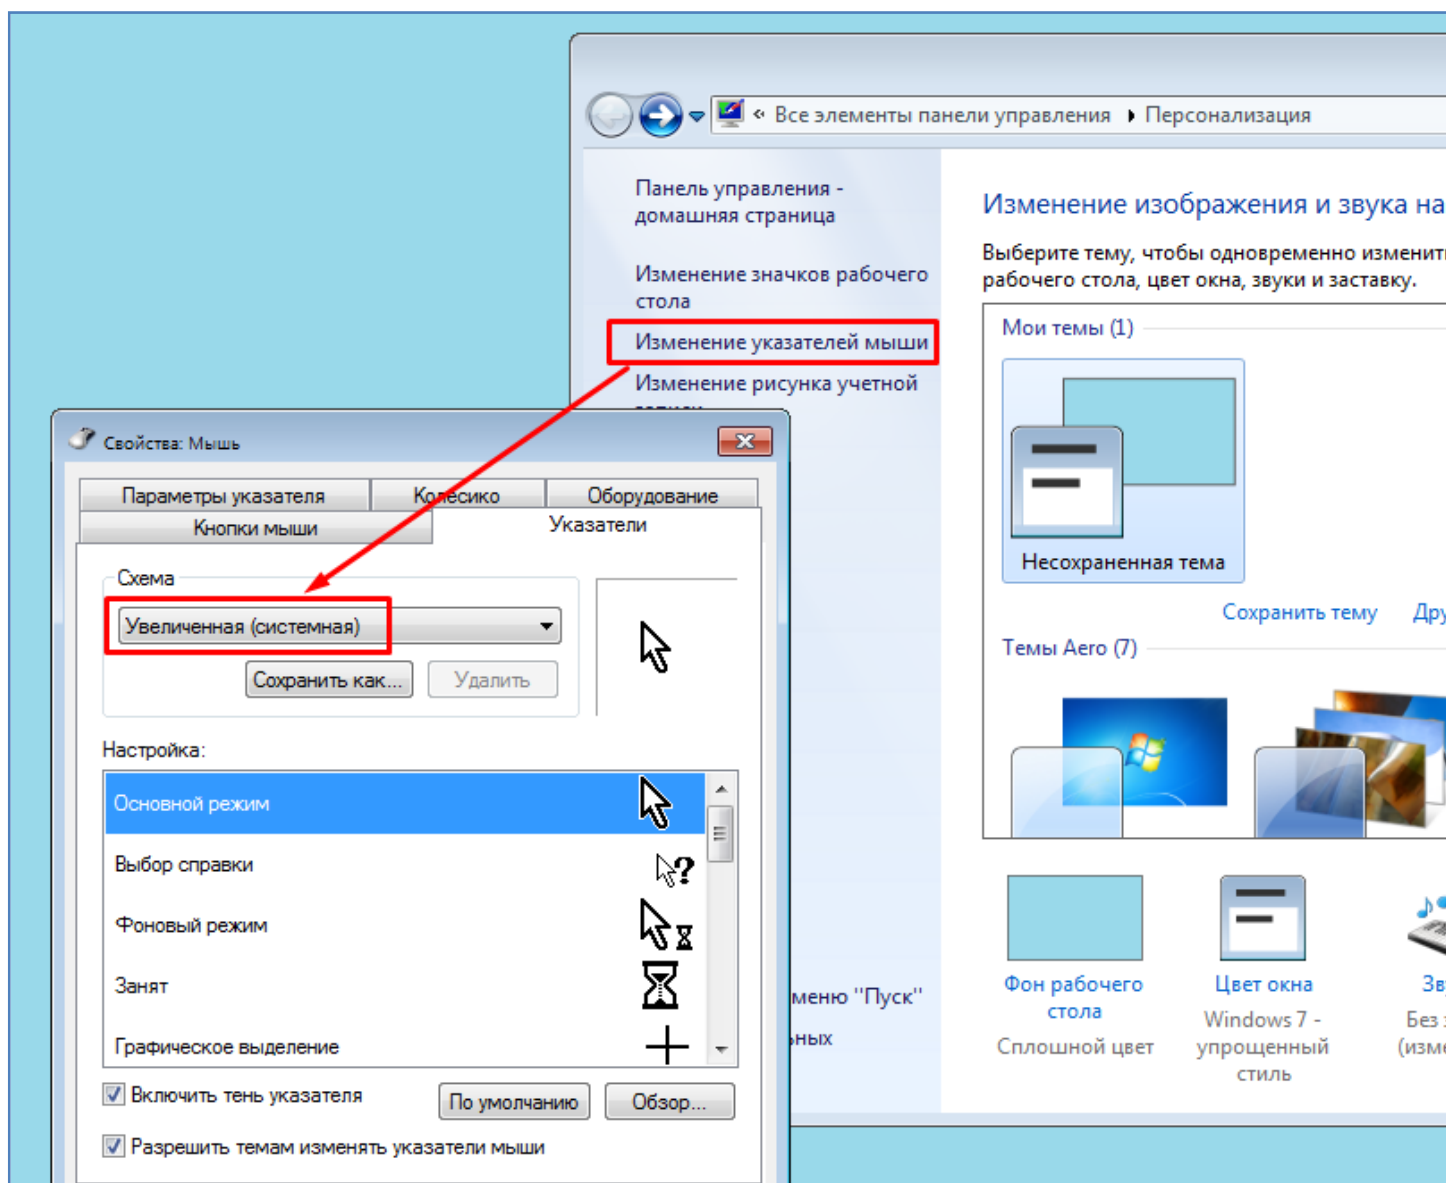 « Все элементы панели управления ▸ Персонализация
Панель управления -
домашняя страница
Изменение значков рабочего
стола
Изменение указателей мыши
Изменение рисунка учетной
меню "Пуск"
Изменение изображения и звука на
Выберите тему, чтобы одновременно изменить
рабочего стола, цвет окна, звуки и заставку.
Мои темы (1)
Несохраненная тема
Сохранить тему
Темы Aero (7)
Фон рабочего
стола
Сплошной цвет
Цвет окна
Windows 7 -
упрощенный
стиль
Без
Свойства: Мышь
Параметры указателя
Колесико
Оборудование
Кнопки мыши
Указатели
Схема
Увеличенная (системная)
Сохранить как...
Удалить
Настройка:
Основной режим
Выбор справки
Фоновый режим
Занят
Графическое выделение
Включить тень указателя
По умолчанию
Обзор...
Разрешить темам изменять указатели мыши